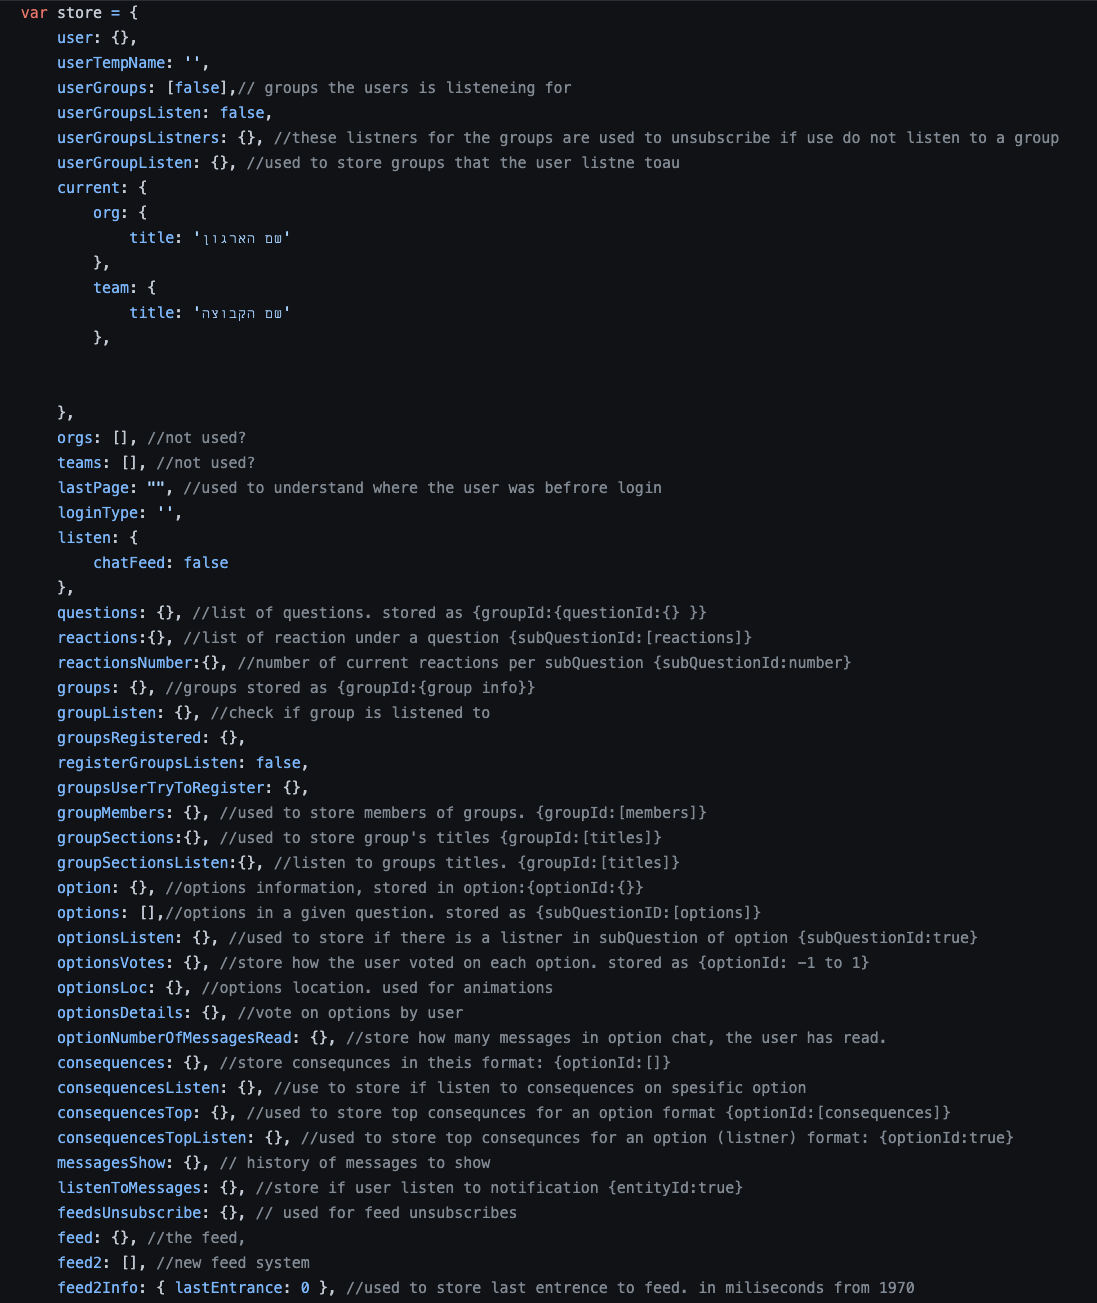 var store = {
user: {},
userTempName: '',
userGroups: [false],// groups the users is listeneing for
userGroupsListen: false,
userGroupsListners: {}, //these listners for the groups are used to unsubscribe if use do not listen to a group
userGroupListen: {}, //used to store groups that the user listne toau
current: {
org: {
title: 'שם הארגון'
},
team: {
title: 'שם הקבוצה'
},
},
orgs: [], //not used?
teams: [], //not used?
lastPage: "", //used to understand where the user was befrore login
loginType: '',
listen: {
chatFeed: false
},
questions: {}, //list of questions. stored as {groupId:{questionId:{} }}
reactions:{}, //list of reaction under a question {subQuestionId:[reactions]}
reactionsNumber:{}, //number of current reactions per subQuestion {subQuestionId:number}
groups: {}, //groups stored as {groupId:{group info}}
groupListen: {}, //check if group is listened to
groupsRegistered: {},
registerGroupsListen: false,
groupsUserTryToRegister: {},
groupMembers: {}, //used to store members of groups. {groupId:[members]}
groupSections:{}, //used to store group's titles {groupId:[titles]}
groupSectionsListen:{}, //listen to groups titles. {groupId:[titles]}
option: {}, //options information, stored in option:{optionId:{}}
options: [],//options in a given question. stored as {subQuestionID:[options]}
optionsListen: {}, //used to store if there is a listner in subQuestion of option {subQuestionId:true}
optionsVotes: {}, //store how the user voted on each option. stored as {optionId: -1 to 1}
optionsLoc: {}, //options location. used for animations
optionsDetails: {}, //vote on options by user
optionNumberOfMessagesRead: {}, //store how many messages in option chat, the user has read.
consequences: {}, //store consequnces in theis format: {optionId:[]}
consequencesListen: {}, //use to store if listen to consequences on spesific option
consequencesTop: {}, //used to store top consequnces for an option format {optionId:[consequences]}
consequencesTopListen: {}, //used to store top consequnces for an option (listner) format: {optionId:true}
messagesShow: {}, // history of messages to show
listenToMessages: {}, //store if user listen to notification {entityId:true}
feedsUnsubscribe: {}, // used for feed unsubscribes
feed: {}, //the feed,
feed2: [], //new feed system
feed2Info: { lastEntrance: 0 }, //used to store last entrence to feed. in miliseconds from 1970